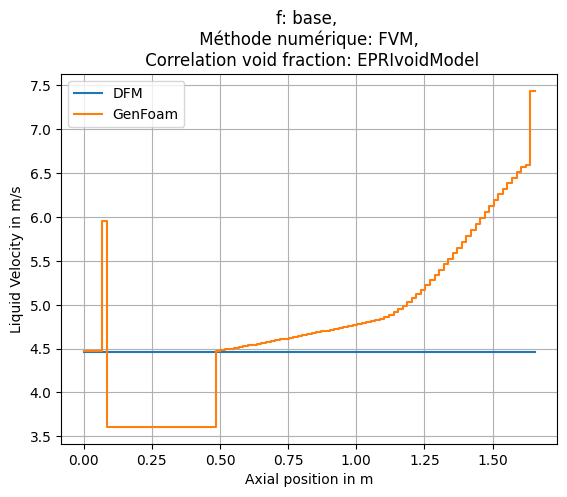 f: base,
Méthode numérique: FVM,
Correlation void fraction: EPRIvoidModel
DFM
GenFoam
7.5
7.0
6.5
6.0
5.5
5.0
4.5
4.0
3.5
Liquid Velocity in m/s
0.00 0.25 0.50 0.75 1.00 1.25 1.50
Axial position in m